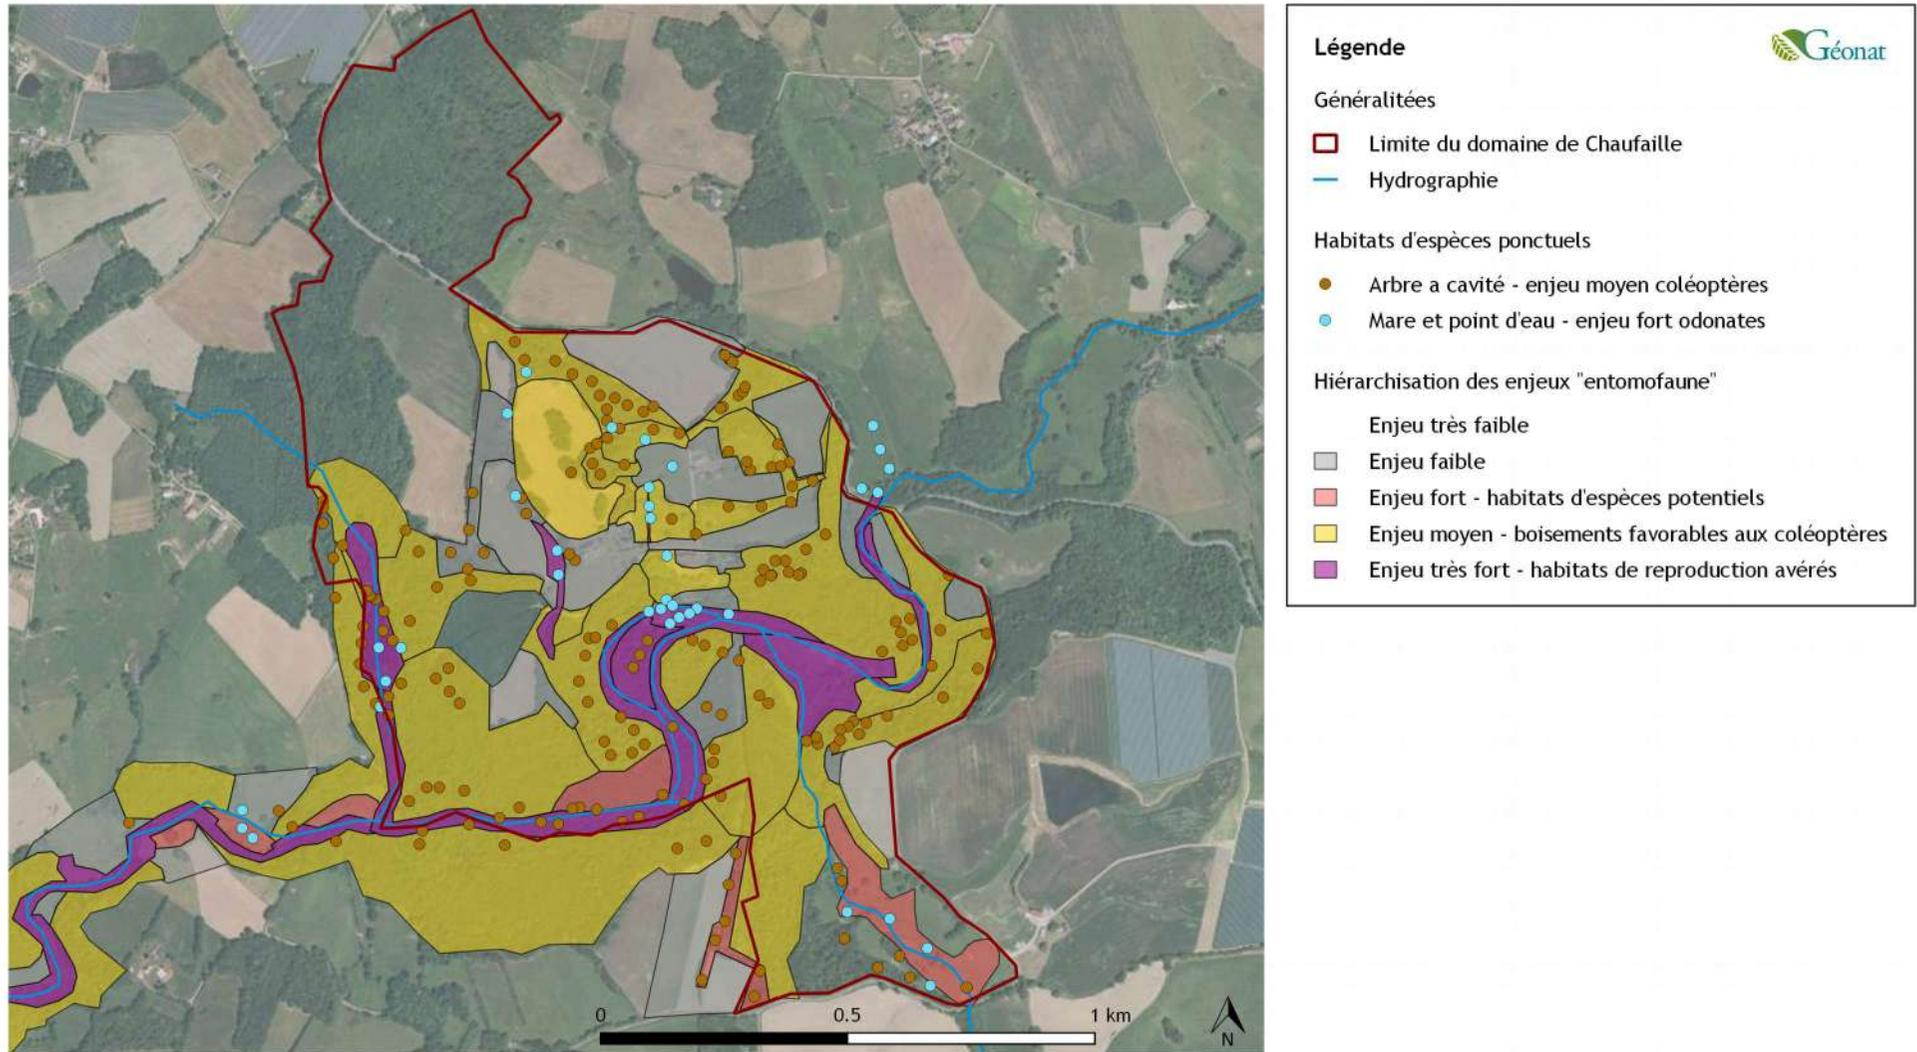 Légende
Géonat
Généralitées
Limite du domaine de Chaufaille
Hydrographie
Habitats d'espèces ponctuels
Arbre a cavité - enjeu moyen coléoptères
Mare et point d'eau - enjeu fort odonates
Hiérarchisation des enjeux "entomofaune"
Enjeu très faible
Enjeu faible
Enjeu fort - habitats d'espèces potentiels
Enjeu moyen - boisements favorables aux coléoptères
Enjeu très fort - habitats de reproduction avérés
0 0.5 1 km
N